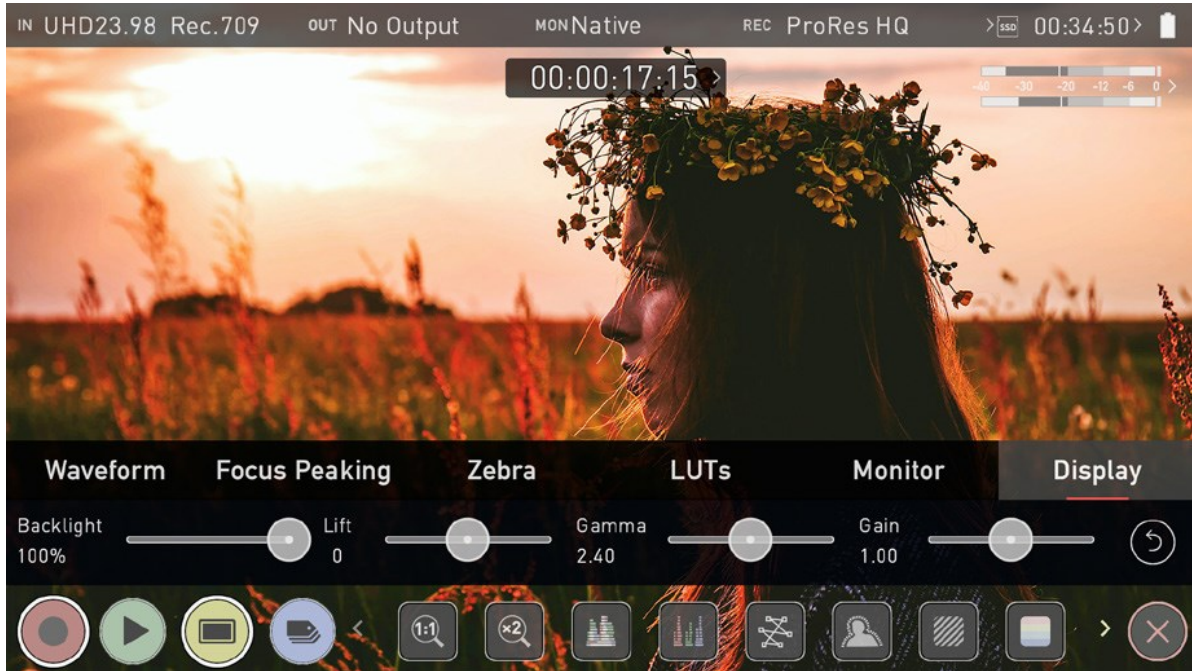 IN UHD23.98 Rec.709 OUT No Output MON Native REC ProRes HQ SSD 00:34:50
00:00:17:15
-40 -30 -20 -12 -6 0
Waveform Focus Peaking Zebra LUTs Monitor Display
Backlight Lift Gamma Gain
100% 0 2.40 1.00
1:1 ×2